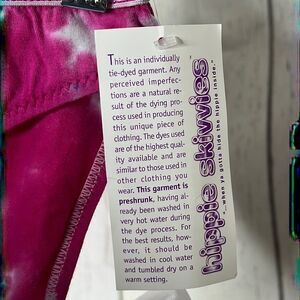 This is an individually
tie-dyed garment. Any
perceived imperfec-
tions are a natural re-
sult of the dying pro-
cess used in producing
this unique piece of
clothing. The dyes used
are of the highest qual-
ity available and are
similar to those used in
other clothing you
wear. This garment is
preshrunk, having al-
ready been washed in
very hot water during
the dye process. For
the best results, how-
ever, it should be
washed in cool water
and tumbled dry on a
warm setting.
hippie skivvies™
"...when ya gotta hide the hippie inside."